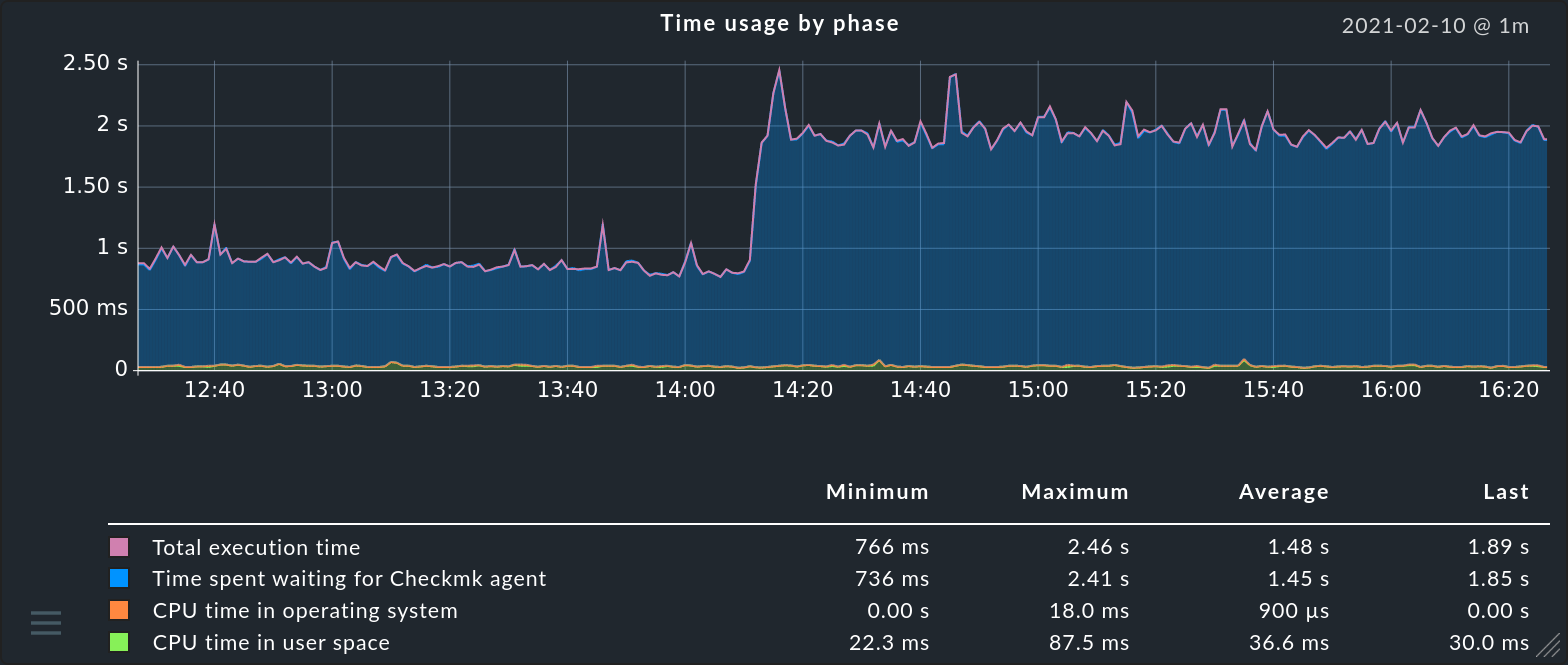 Time usage by phase
2021-02-10 @ 1m
2.50 s
2 s
1.50 s
1 s
500 ms
0
12:40 13:00 13:20 13:40 14:00 14:20 14:40 15:00 15:20 15:40 16:00 16:20
Minimum Maximum Average Last
Total execution time 766 ms 2.46 s 1.48 s 1.89 s
Time spent waiting for Checkmk agent 736 ms 2.41 s 1.45 s 1.85 s
CPU time in operating system 0.00 s 18.0 ms 900 µs 0.00 s
CPU time in user space 22.3 ms 87.5 ms 36.6 ms 30.0 ms